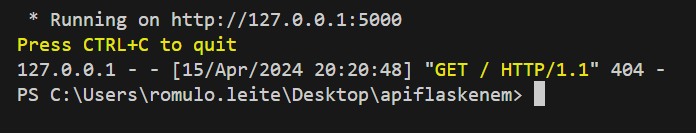 * Running on http://127.0.0.1:5000
Press CTRL+C to quit
127.0.0.1 - - [15/Apr/2024 20:20:48] "GET / HTTP/1.1" 404 -
PS C:\Users\romulo.leite\Desktop\apiflaskenem>